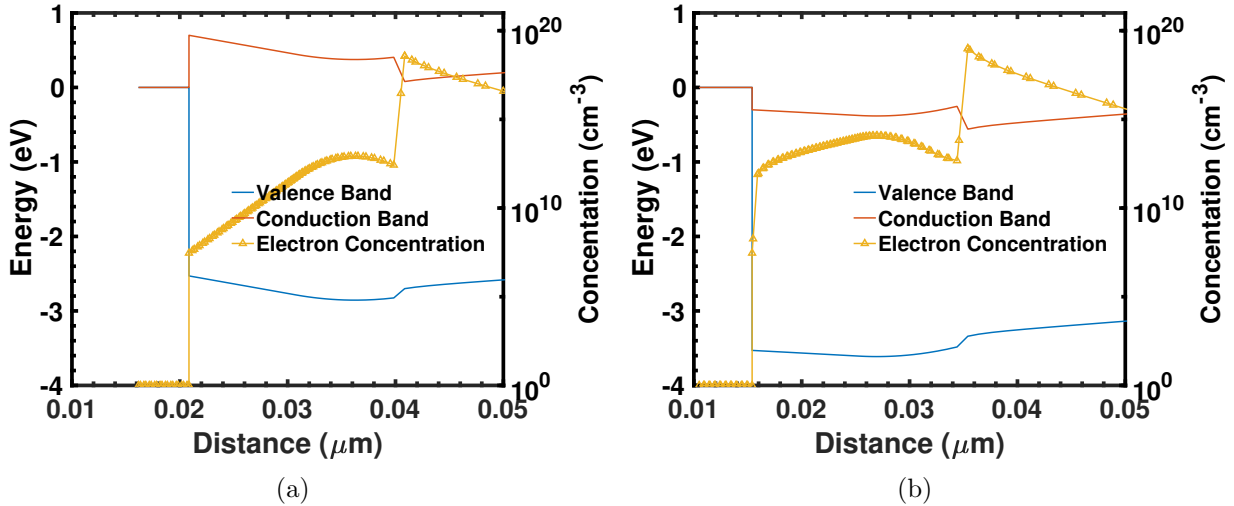 1
0
-1
-2
-3
-4
Energy (eV)
Valence Band
Conduction Band
Electron Concentration
10^20
10^10
10^0
Concentration (cm^-3)
0.01 0.02 0.03 0.04 0.05
Distance (μm)
(a)
1
0
-1
-2
-3
-4
Energy (eV)
Valence Band
Conduction Band
Electron Concentration
10^20
10^10
10^0
Concentration (cm^-3)
0.01 0.02 0.03 0.04 0.05
Distance (μm)
(b)